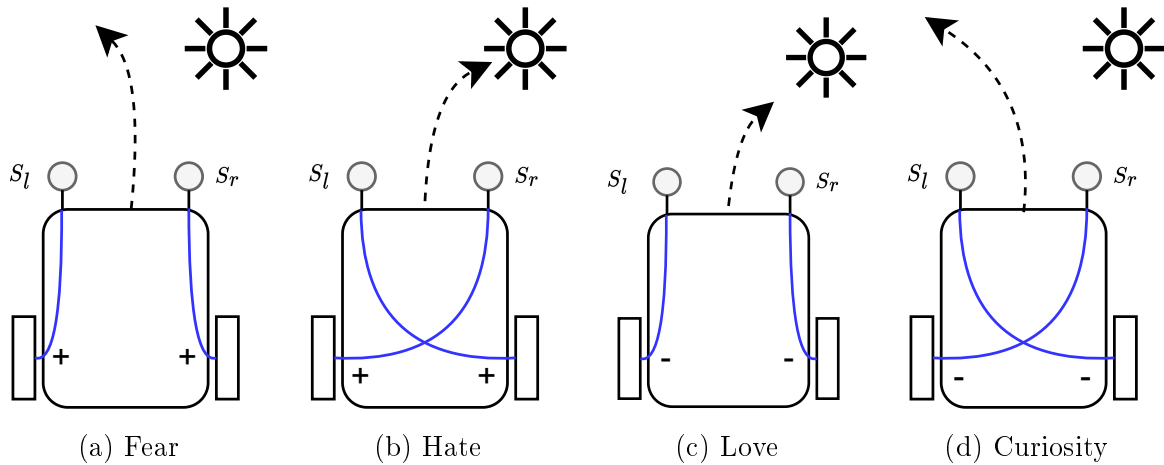 S_l S_r S_l S_r S_l S_r S_l S_r
+ + + + - - - -
(a) Fear (b) Hate (c) Love (d) Curiosity